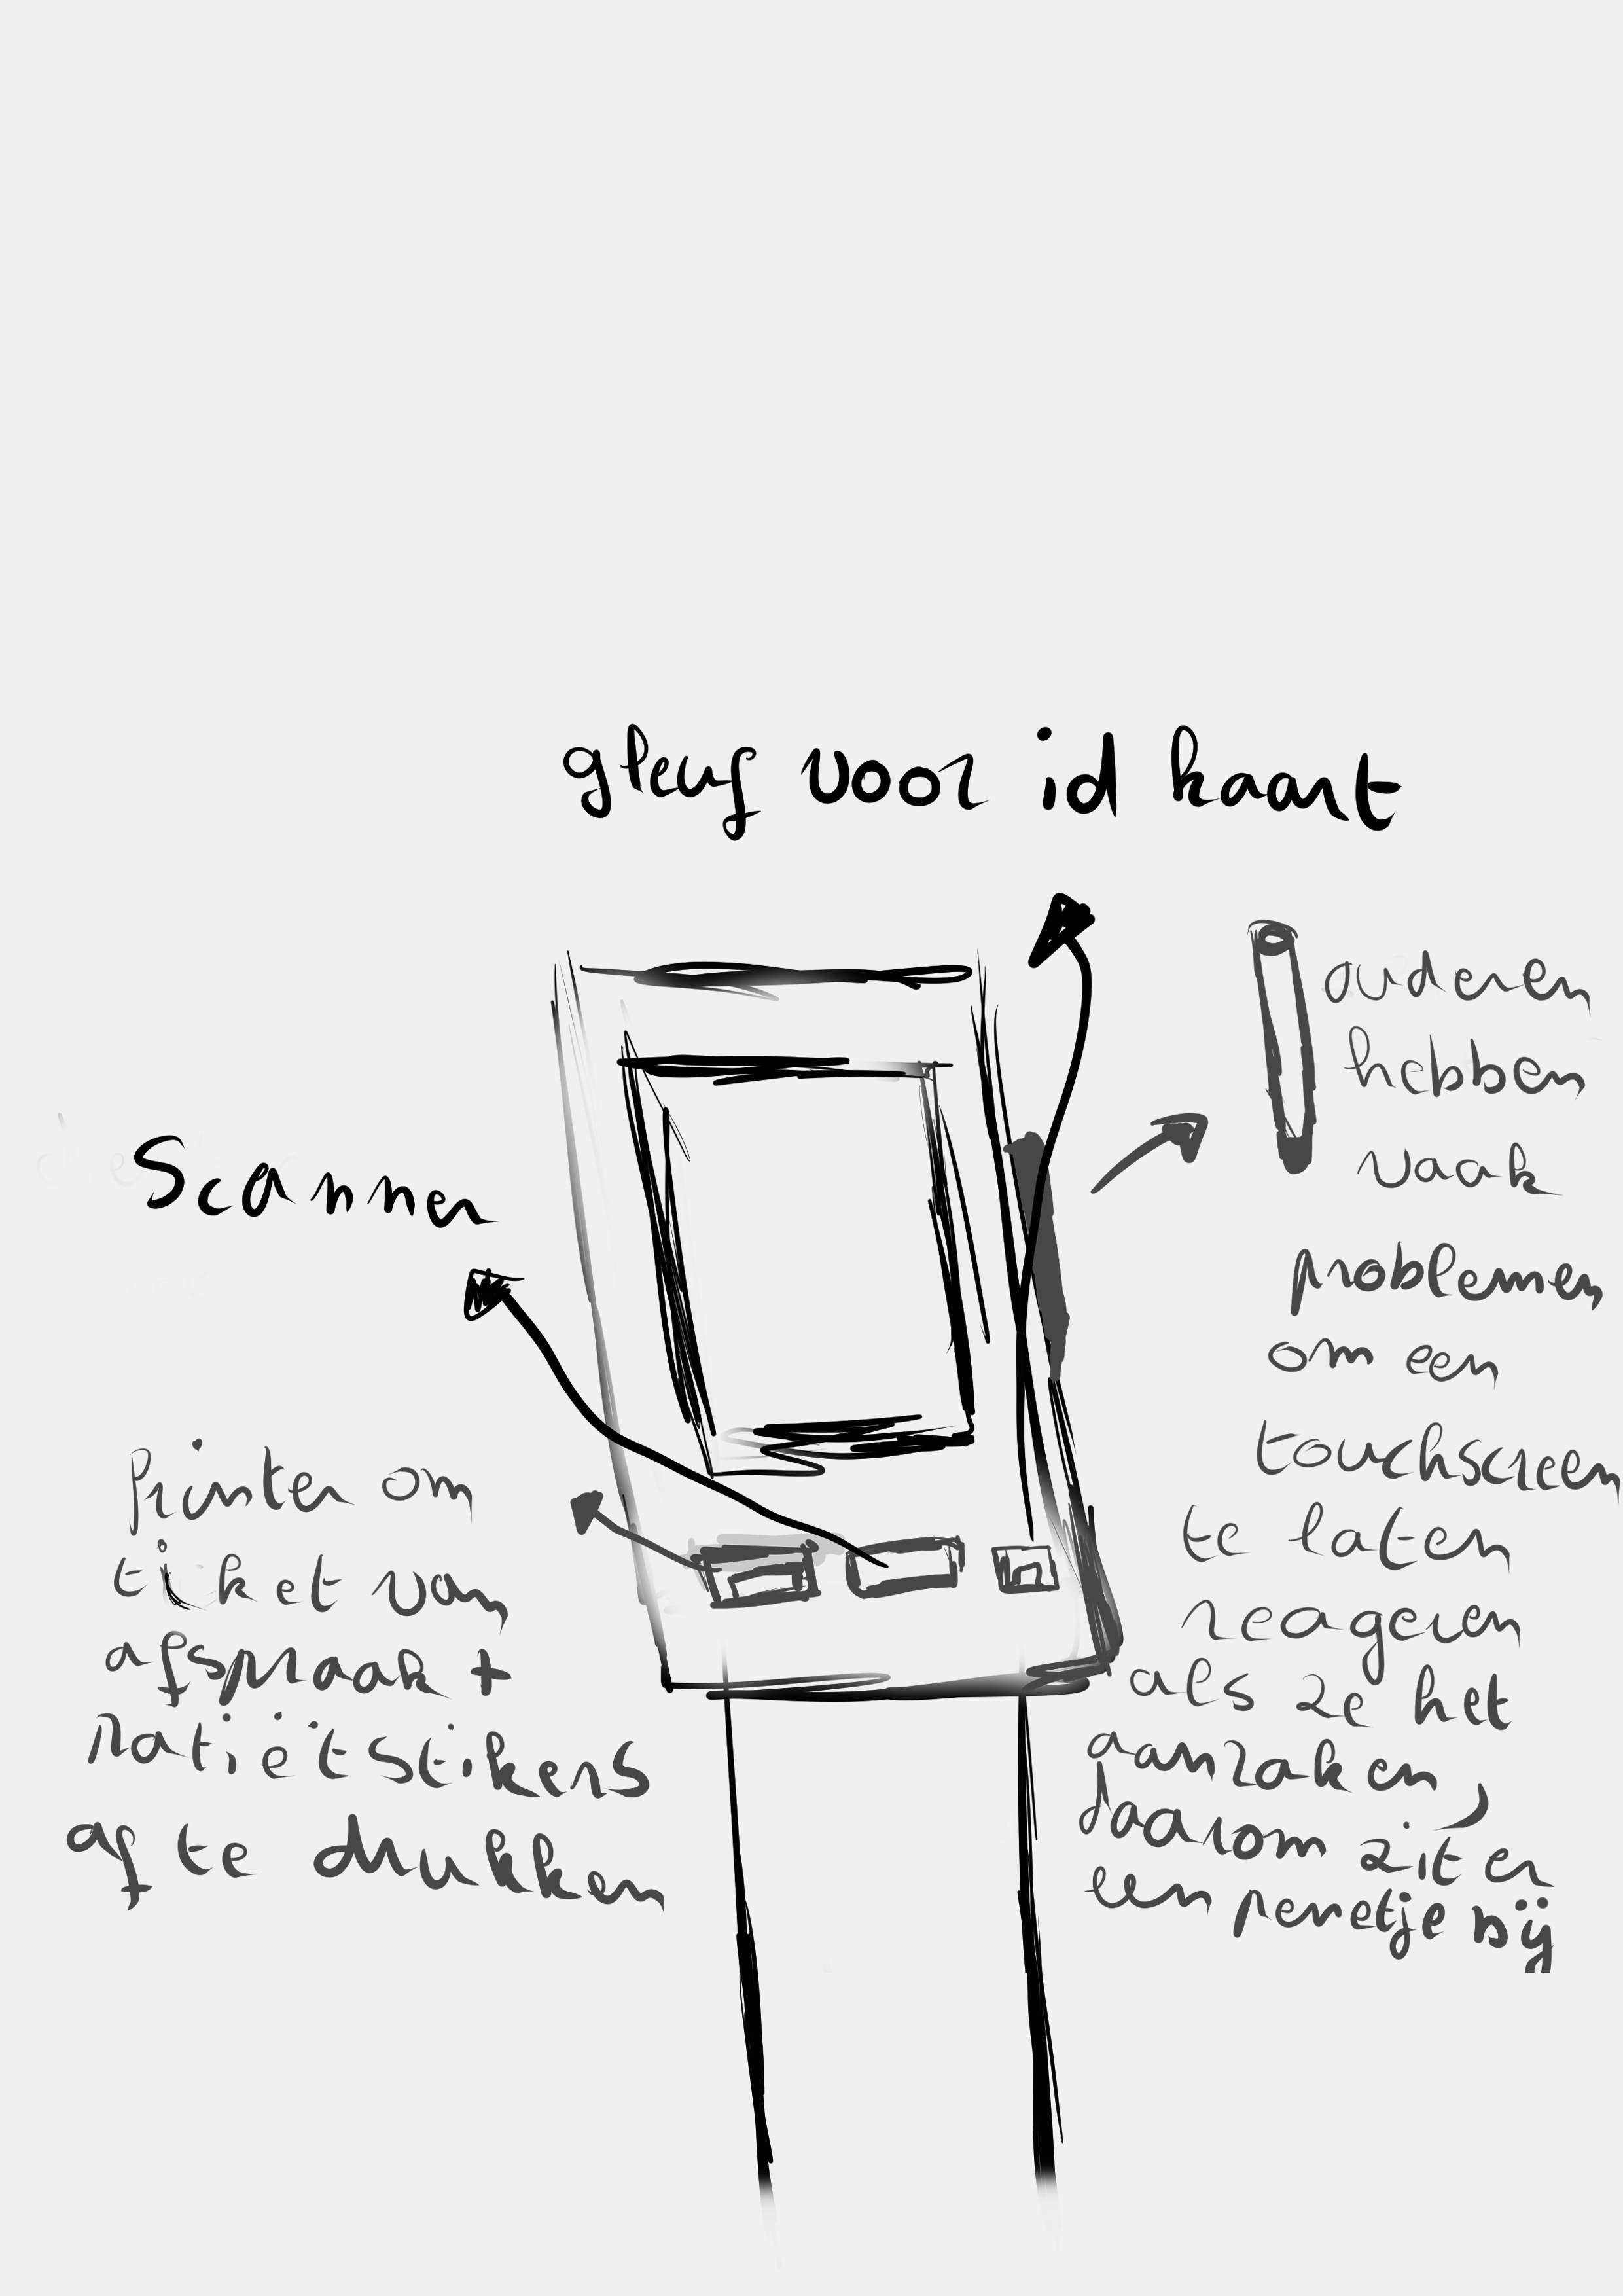 gleuf voor id kaart
Scanner
Printer om
ticket van
afspraak +
patiëtstikers
af te drukken
ouderen
hebben
vaak
problemen
om een
touchscreen
te laten
reageren
als ze het
aanraken,
daarom zit er
een pennetje bij